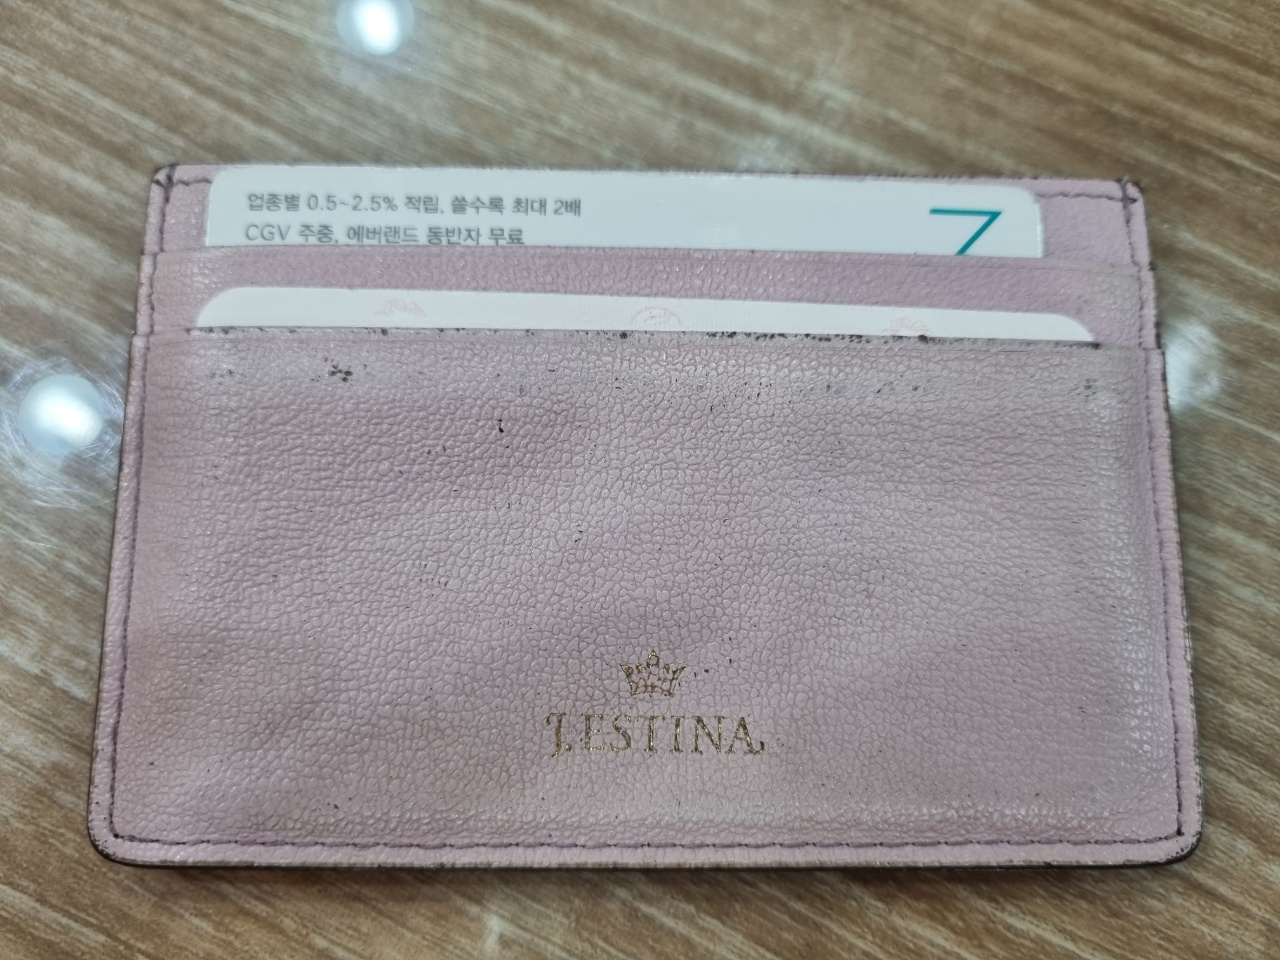 업종별 0.5~2.5% 적립, 쓸수록 최대 2배
CGV 주중, 에버랜드 동반자 무료
7
J.ESTINA.